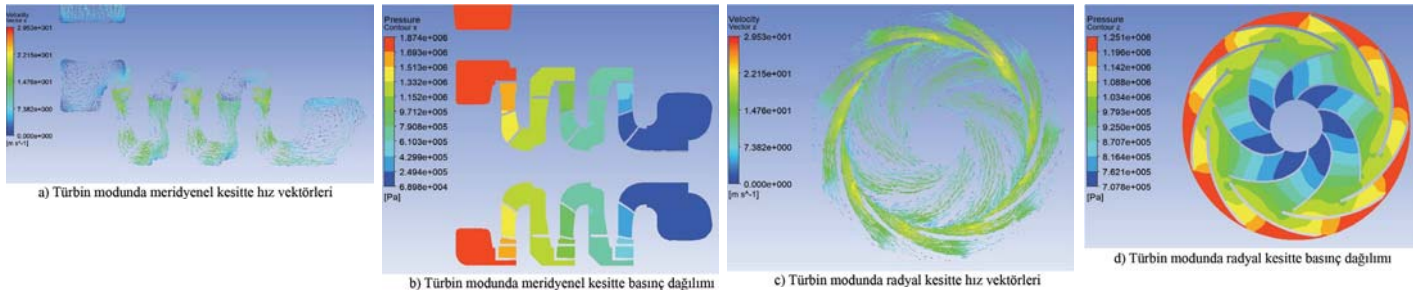 Velocity
Vector 2
2.953e+001
2.215e+001
1.476e+001
7.382e+000
0.000e+000
[m s^-1]
a) Türbin modunda meridyenel kesitte hız vektörleri
Pressure
Contour x
1.874e+006
1.693e+006
1.513e+006
1.332e+006
1.152e+006
9.712e+005
7.908e+005
6.103e+005
4.299e+005
2.494e+005
6.898e+004
[Pa]
b) Türbin modunda meridyenel kesitte basınç dağılımı
Velocity
Vector z
2.953e+001
2.215e+001
1.476e+001
7.382e+000
0.000e+000
[m s^-1]
c) Türbin modunda radyal kesitte hız vektörleri
Pressure
Contour z
1.251e+006
1.196e+006
1.142e+006
1.088e+006
1.034e+006
9.793e+005
9.250e+005
8.707e+005
8.164e+005
7.621e+005
7.078e+005
[Pa]
d) Türbin modunda radyal kesitte basınç dağılımı